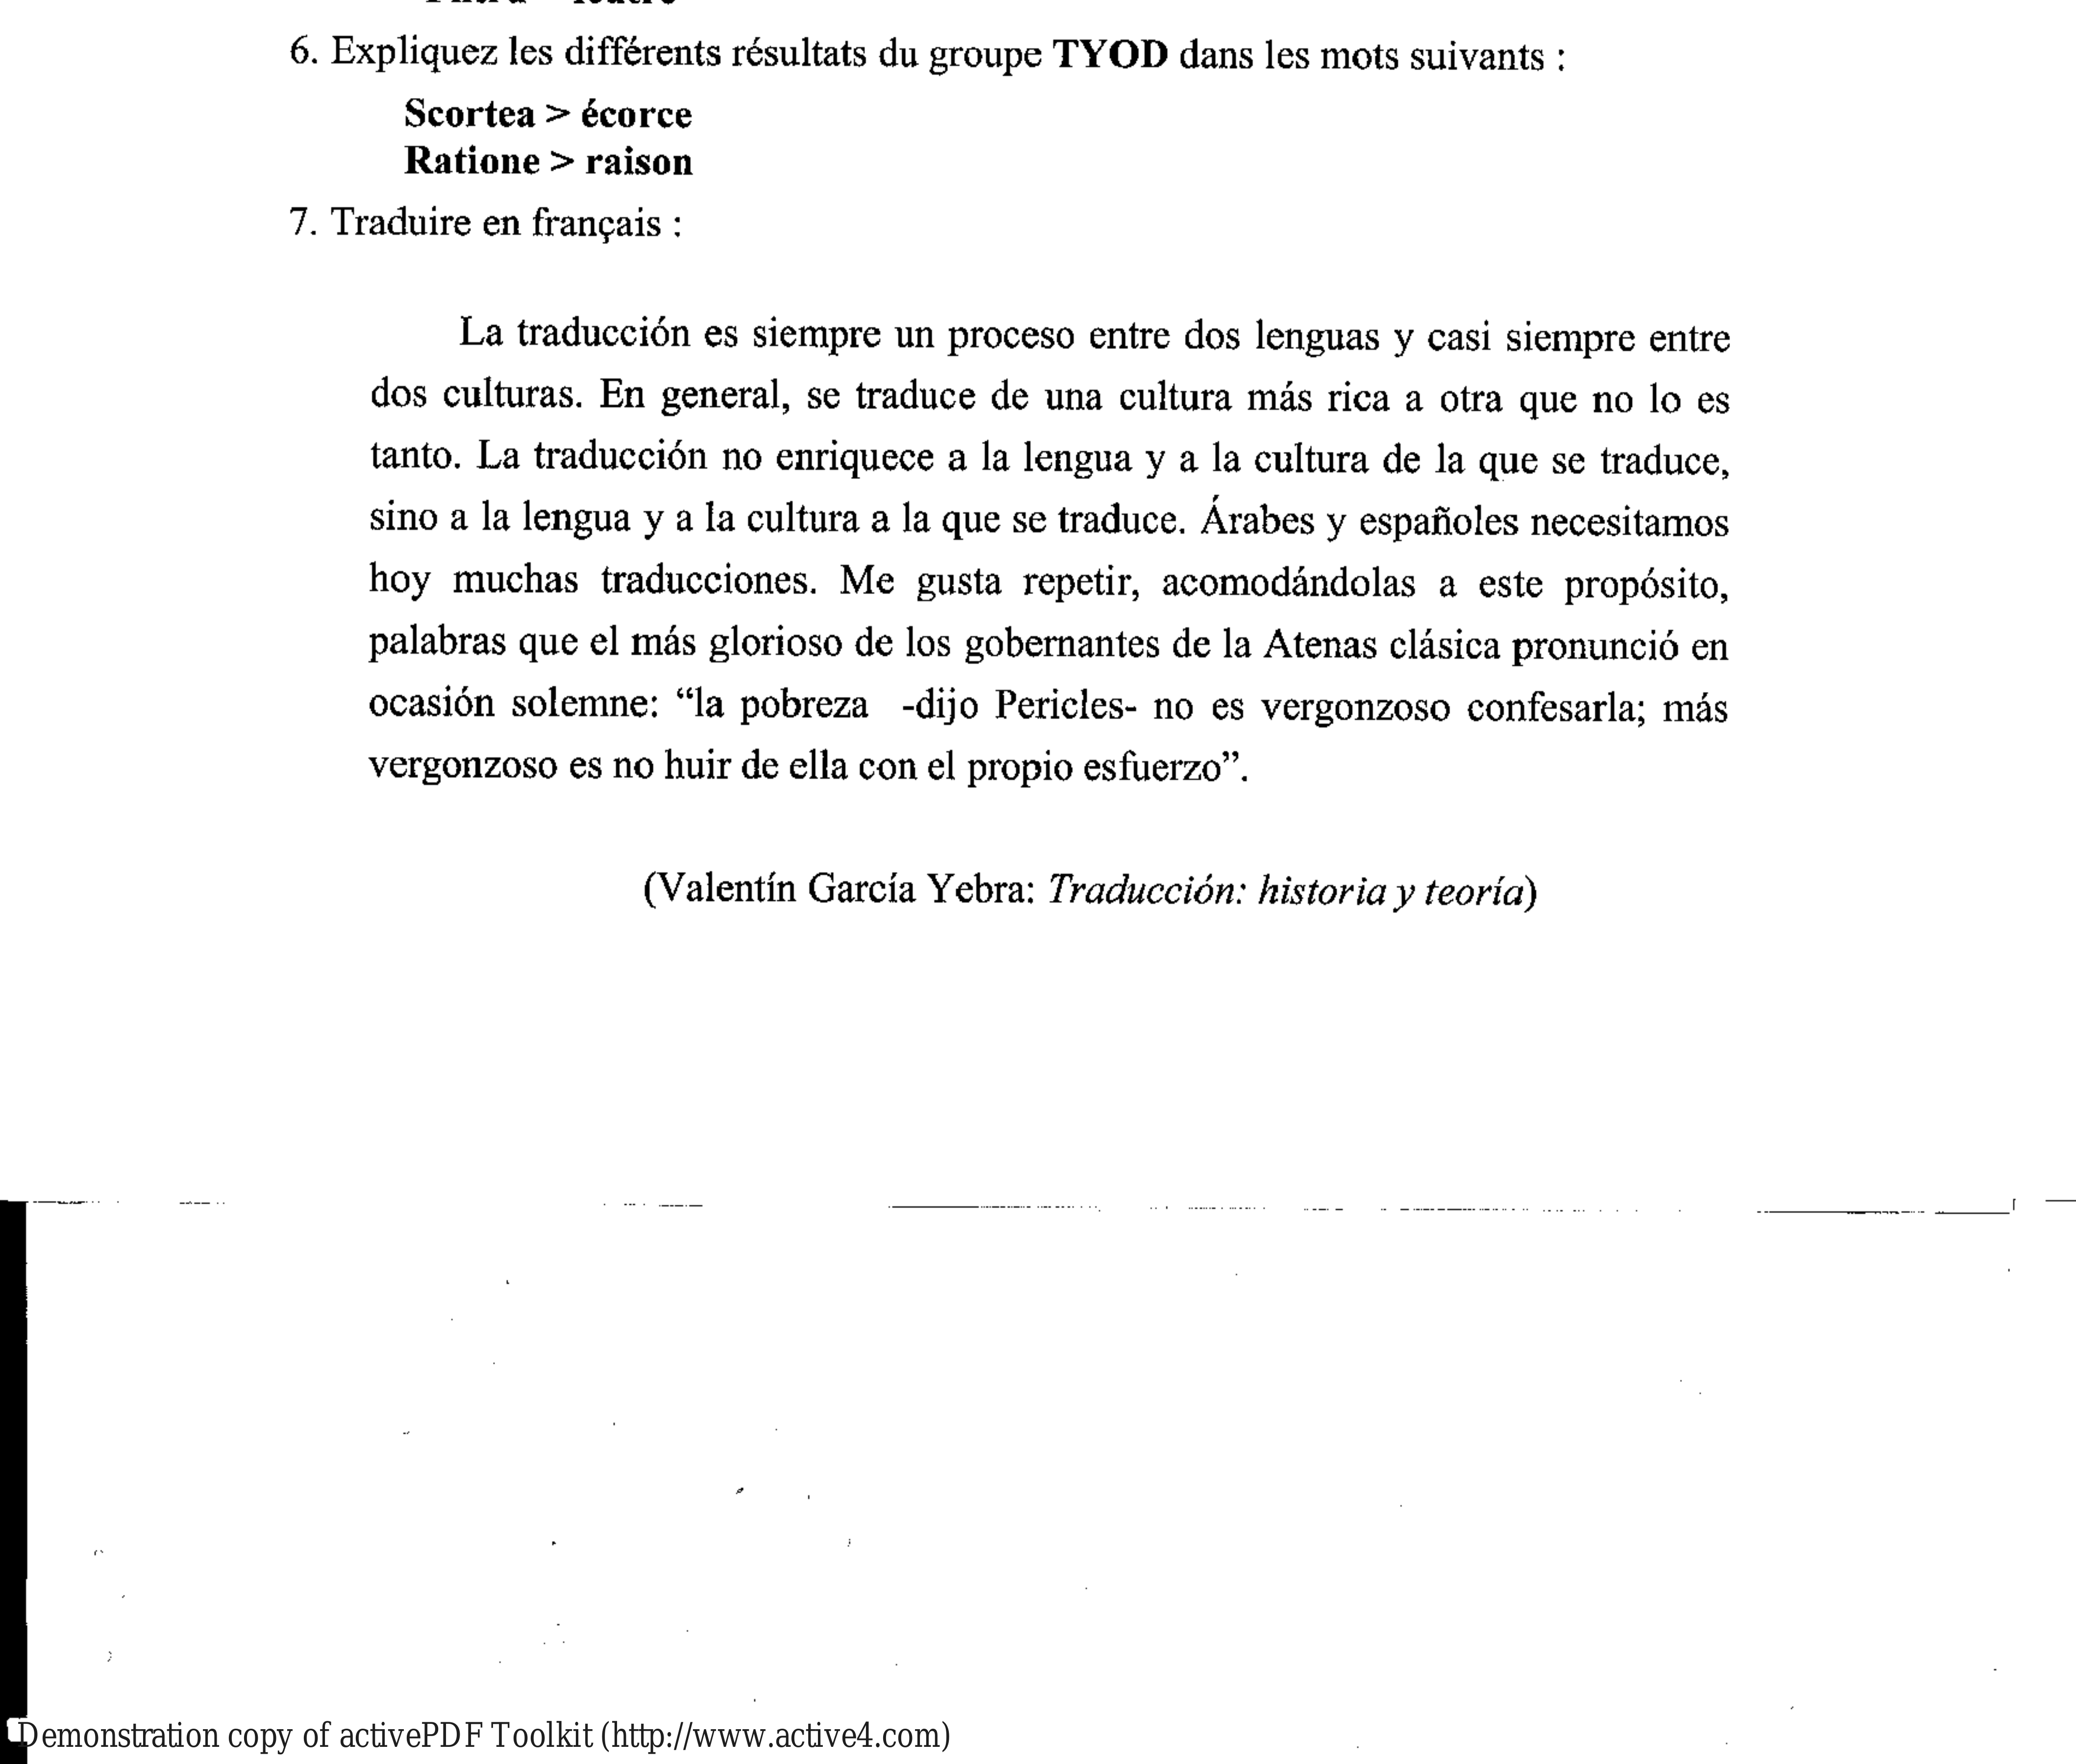 6. Expliquez les différents résultats du groupe TYOD dans les mots suivants :
Scortea > écorce
Ratione > raison
7. Traduire en français :
La traducción es siempre un proceso entre dos lenguas y casi siempre entre
dos culturas. En general, se traduce de una cultura más rica a otra que no lo es
tanto. La traducción no enriquece a la lengua y a la cultura de la que se traduce,
sino a la lengua y a la cultura a la que se traduce. Árabes y españoles necesitamos
hoy muchas traducciones. Me gusta repetir, acomodándolas a este propósito,
palabras que el más glorioso de los gobernantes de la Atenas clásica pronunció en
ocasión solemne: “la pobreza -dijo Pericles- no es vergonzoso confesarla; más
vergonzoso es no huir de ella con el propio esfuerzo”.
(Valentín García Yebra: Traducción: historia y teoría)
Demonstration copy of activePDF Toolkit (http://www.active4.com)